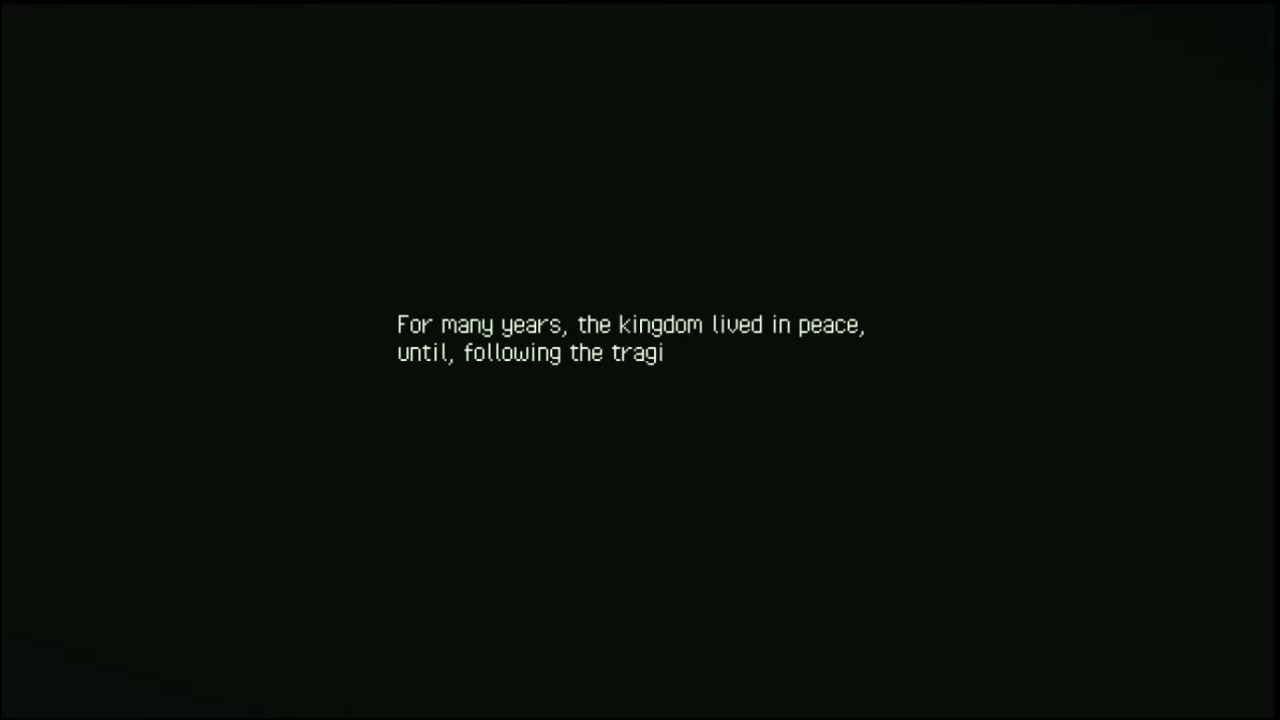 For many years, the kingdom lived in peace,
until, following the tragi